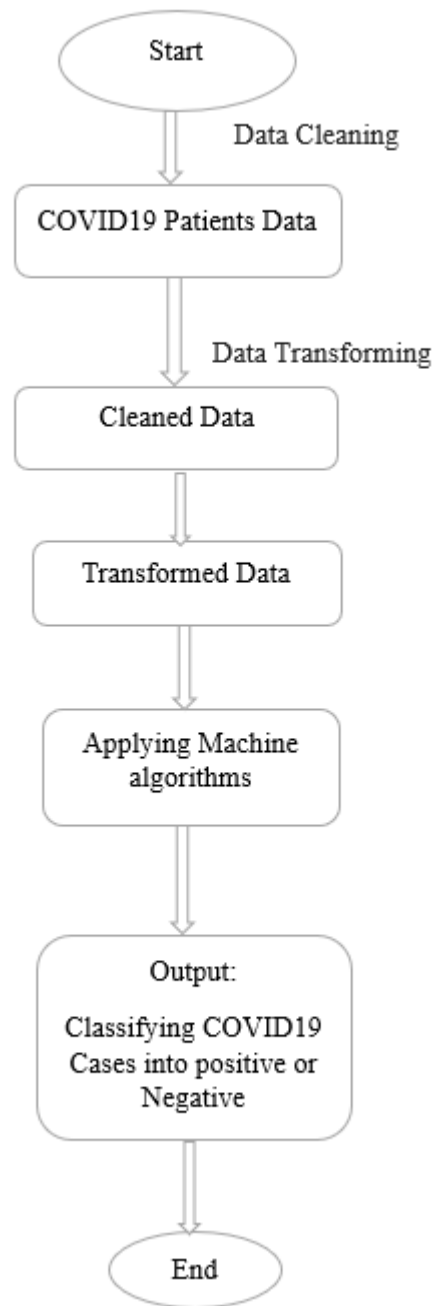 Start
Data Cleaning
COVID19 Patients Data
Data Transforming
Cleaned Data
Transformed Data
Applying Machine
algorithms
Output:
Classifying COVID19
Cases into positive or
Negative
End